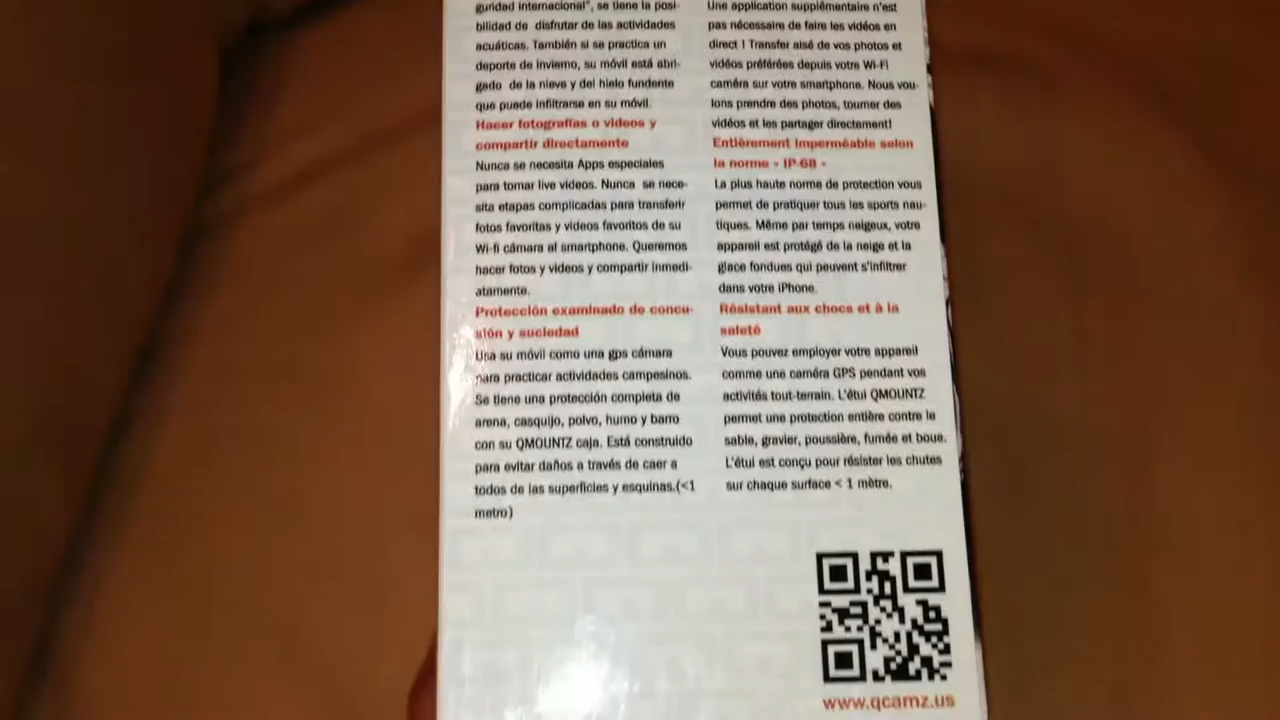 guridad internacional", se tiene la posi-
bilidad de disfrutar de las actividades
acuáticas. También si se practica un
deporte de invierno, su móvil está abri-
gado de la nieve y del hielo fundente
que puede infiltrarse en su móvil.
Hacer fotografías o videos y
compartir directamente
Nunca se necesita Apps especiales
para tomar live videos. Nunca se nece-
sita etapas complicadas para transferir
fotos favoritas y videos favoritos de su
Wi-fi cámara al smartphone. Queremos
hacer fotos y videos y compartir inmedi-
atamente.
Protección examinado de concu-
sión y suciedad
Usa su móvil como una gps cámara
para practicar actividades campesinos.
Se tiene una protección completa de
arena, casquijo, polvo, humo y barro
con su QMOUNTZ caja. Está construido
para evitar daños a través de caer a
todos de las superficies y esquinas.(<1
metro)
Une application supplémentaire n'est
pas nécessaire de faire les vidéos en
direct ! Transfer aisé de vos photos et
vidéos préférées depuis votre Wi-Fi
caméra sur votre smartphone. Nous vou-
lons prendre des photos, tourner des
vidéos et les partager directement!
Entièrement imperméable selon
la norme « IP 68 »
La plus haute norme de protection vous
permet de pratiquer tous les sports nau-
tiques. Même par temps neigeux, votre
appareil est protégé de la neige et la
glace fondues qui peuvent s'infiltrer
dans votre iPhone.
Résistant aux chocs et à la
saleté
Vous pouvez employer votre appareil
comme une caméra GPS pendant vos
activités tout-terrain. L'étui QMOUNTZ
permet une protection entière contre le
sable, gravier, poussière, fumée et boue.
L'étui est conçu pour résister les chutes
sur chaque surface < 1 mètre.
www.qcamz.us